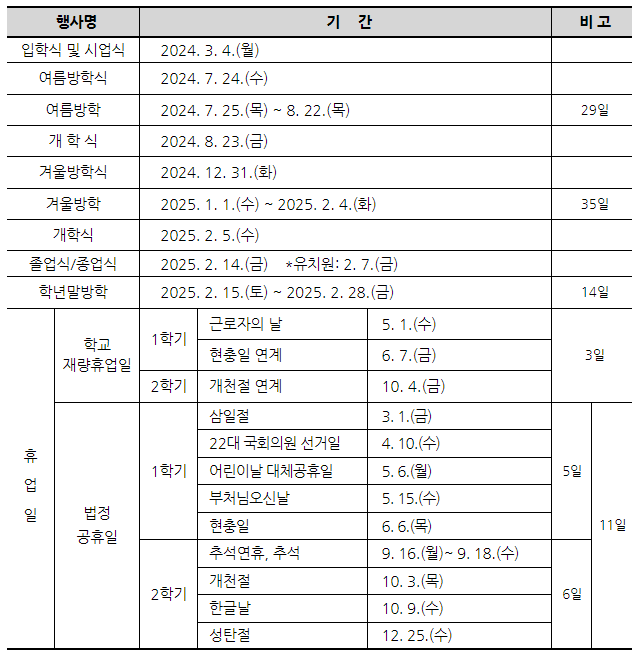 행사명 기 간 비 고
입학식 및 시업식 2024. 3. 4.(월)
여름방학식 2024. 7. 24.(수)
여름방학 2024. 7. 25.(목) ~ 8. 22.(목) 29일
개 학 식 2024. 8. 23.(금)
겨울방학식 2024. 12. 31.(화)
겨울방학 2025. 1. 1.(수) ~ 2025. 2. 4.(화) 35일
개학식 2025. 2. 5.(수)
졸업식/종업식 2025. 2. 14.(금) *유치원: 2. 7.(금)
학년말방학 2025. 2. 15.(토) ~ 2025. 2. 28.(금) 14일
휴
업
일
학교
재량휴업일
1학기
근로자의 날 5. 1.(수)
현충일 연계 6. 7.(금)
3일
2학기 개천절 연계 10. 4.(금)
법정
공휴일
1학기
삼일절 3. 1.(금)
22대 국회의원 선거일 4. 10.(수)
어린이날 대체공휴일 5. 6.(월)
부처님오신날 5. 15.(수)
현충일 6. 6.(목)
5일
11일
2학기
추석연휴, 추석 9. 16.(월)~ 9. 18.(수)
개천절 10. 3.(목)
한글날 10. 9.(수)
성탄절 12. 25.(수)
6일